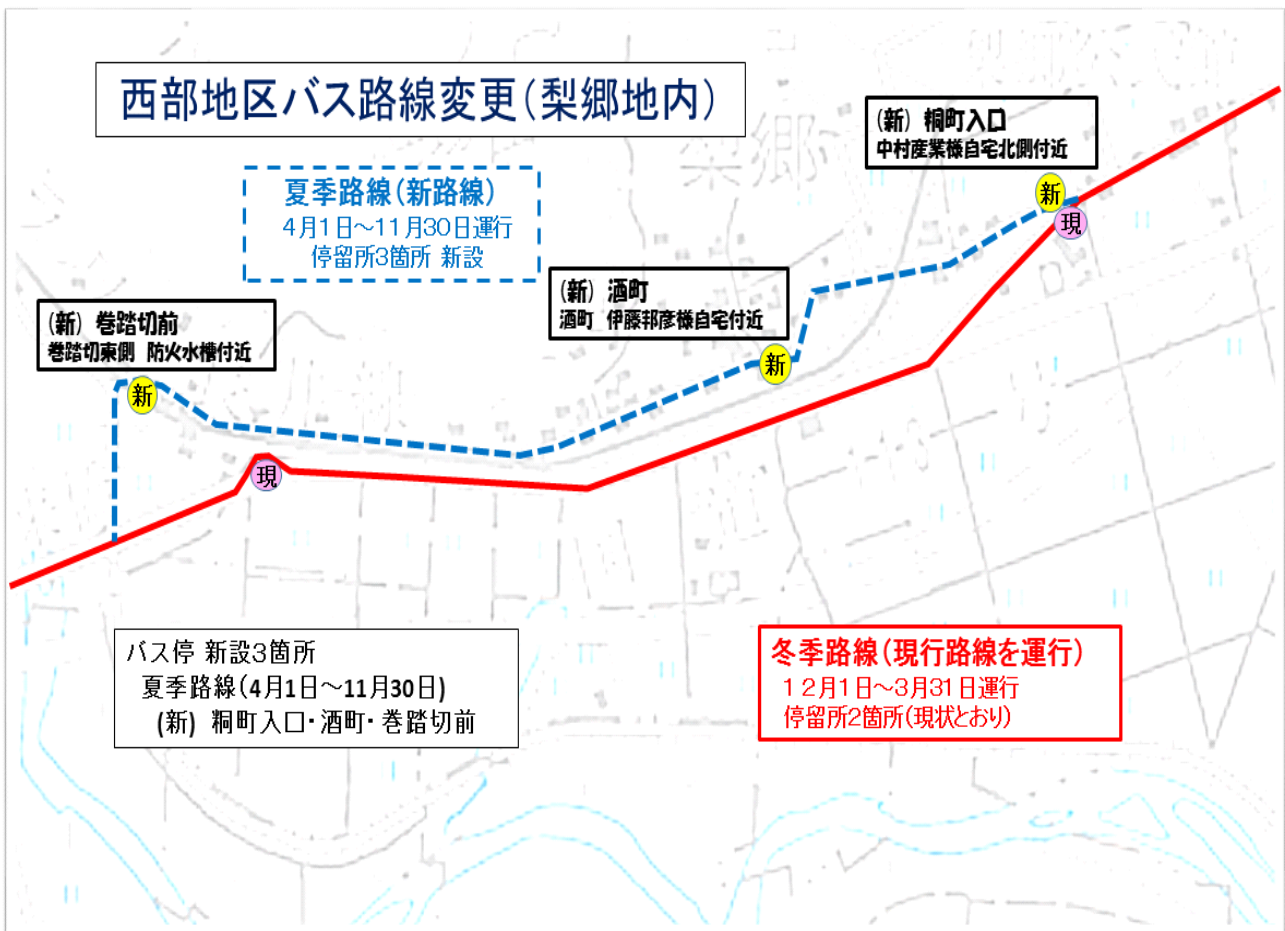 西部地区バス路線変更(梨郷地内)
(新) 粡町入口
中村産業様自宅北側付近
梨郷
夏季路線(新路線)
4月1日～11月30日運行
停留所3箇所 新設
新
現
(新) 酒町
酒町 伊藤邦彦様自宅付近
(新) 巻踏切前
巻踏切東側 防火水槽付近
新
新
現
バス停 新設3箇所
夏季路線(4月1日～11月30日)
(新) 粡町入口・酒町・巻踏切前
冬季路線(現行路線を運行)
12月1日～3月31日運行
停留所2箇所(現状とおり)